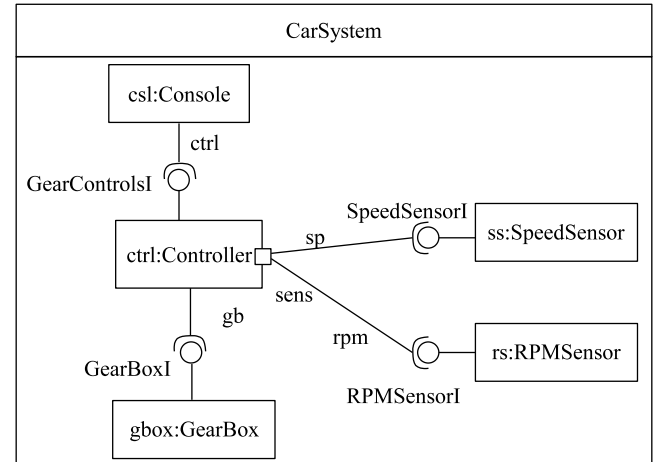 CarSystem
csl:Console
ctrl
GearControlsI
SpeedSensorI
sp
ss:SpeedSensor
ctrl:Controller
sens
gb
rpm
rs:RPMSensor
GearBoxI
RPMSensorI
gbox:GearBox